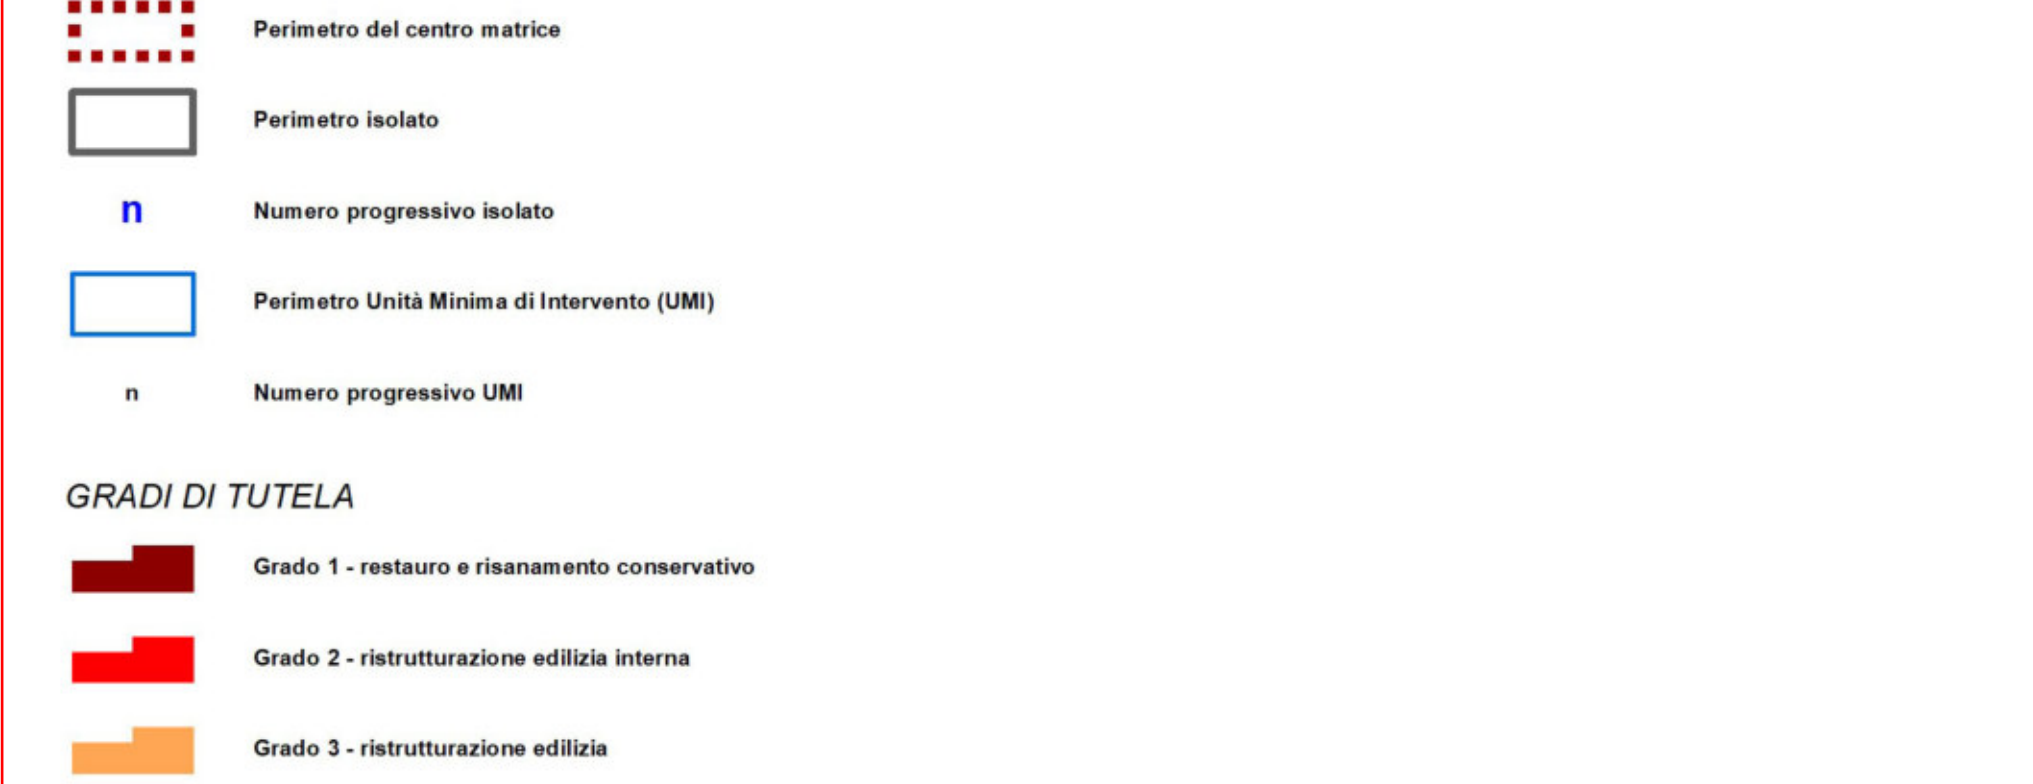 Perimetro del centro matrice
Perimetro isolato
n Numero progressivo isolato
Perimetro Unità Minima di Intervento (UMI)
n Numero progressivo UMI
GRADI DI TUTELA
Grado 1 - restauro e risanamento conservativo
Grado 2 - ristrutturazione edilizia interna
Grado 3 - ristrutturazione edilizia